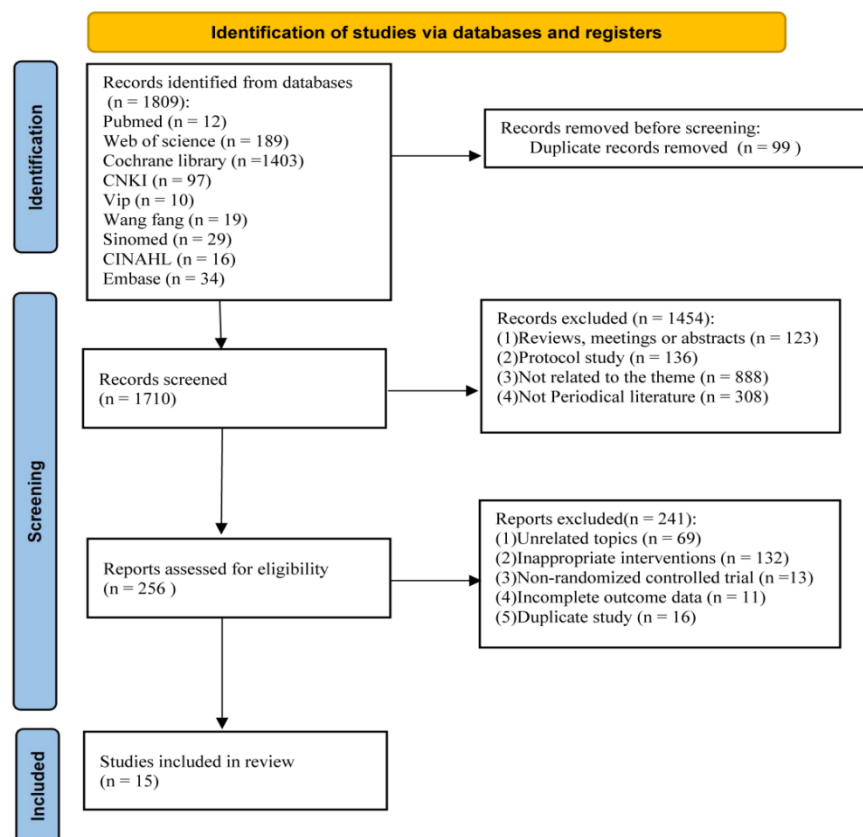 Identification of studies via databases and registers
Identification
Records identified from databases
(n = 1809):
Pubmed (n = 12)
Web of science (n = 189)
Cochrane library (n =1403)
CNKI (n = 97)
Vip (n = 10)
Wang fang (n = 19)
Sinomed (n = 29)
CINAHL (n = 16)
Embase (n = 34)
Records removed before screening:
Duplicate records removed (n = 99 )
Screening
Records screened
(n = 1710)
Records excluded (n = 1454):
(1)Reviews, meetings or abstracts (n = 123)
(2)Protocol study (n = 136)
(3)Not related to the theme (n = 888)
(4)Not Periodical literature (n = 308)
Reports assessed for eligibility
(n = 256 )
Reports excluded(n = 241):
(1)Unrelated topics (n = 69)
(2)Inappropriate interventions (n = 132)
(3)Non-randomized controlled trial (n =13)
(4)Incomplete outcome data (n = 11)
(5)Duplicate study (n = 16)
Included
Studies included in review
(n = 15)